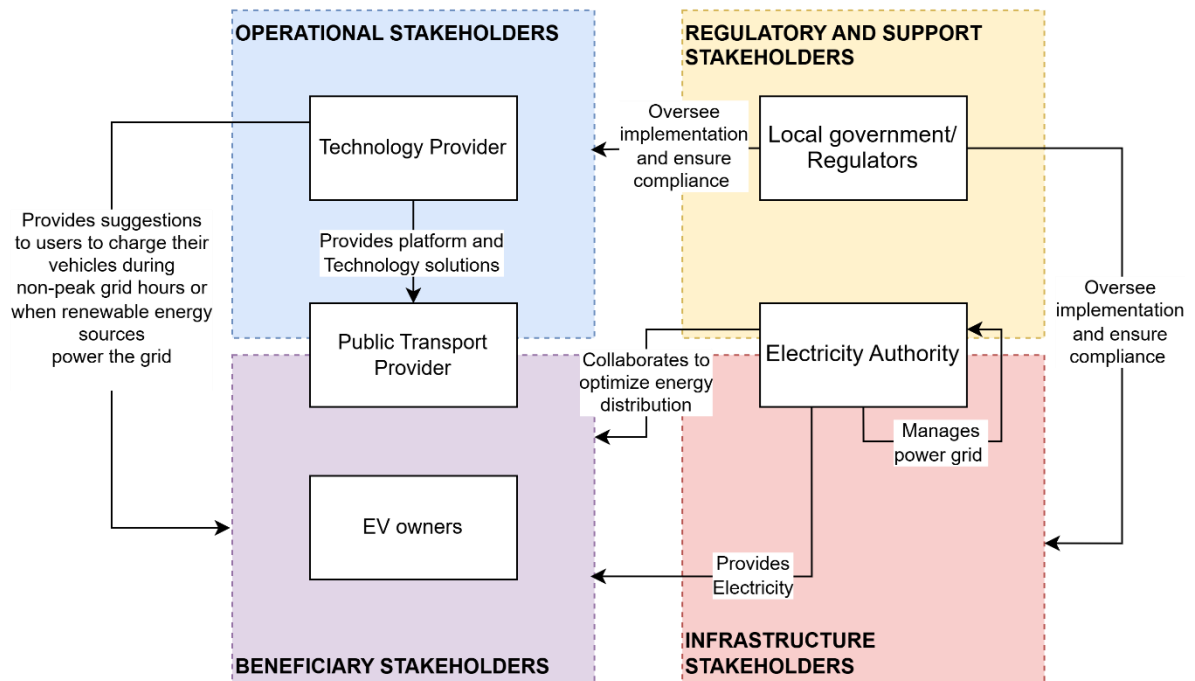 OPERATIONAL STAKEHOLDERS
REGULATORY AND SUPPORT
STAKEHOLDERS
Technology Provider
Oversee
implementation
and ensure
compliance
Local government/
Regulators
Provides suggestions
to users to charge their
vehicles during
non-peak grid hours or
when renewable energy
sources
power the grid
Provides platform and
Technology solutions
Oversee
implementation
and ensure
compliance
Public Transport
Provider
Collaborates to
optimize energy
distribution
Electricity Authority
Manages
power grid
EV owners
Provides
Electricity
BENEFICIARY STAKEHOLDERS
INFRASTRUCTURE
STAKEHOLDERS